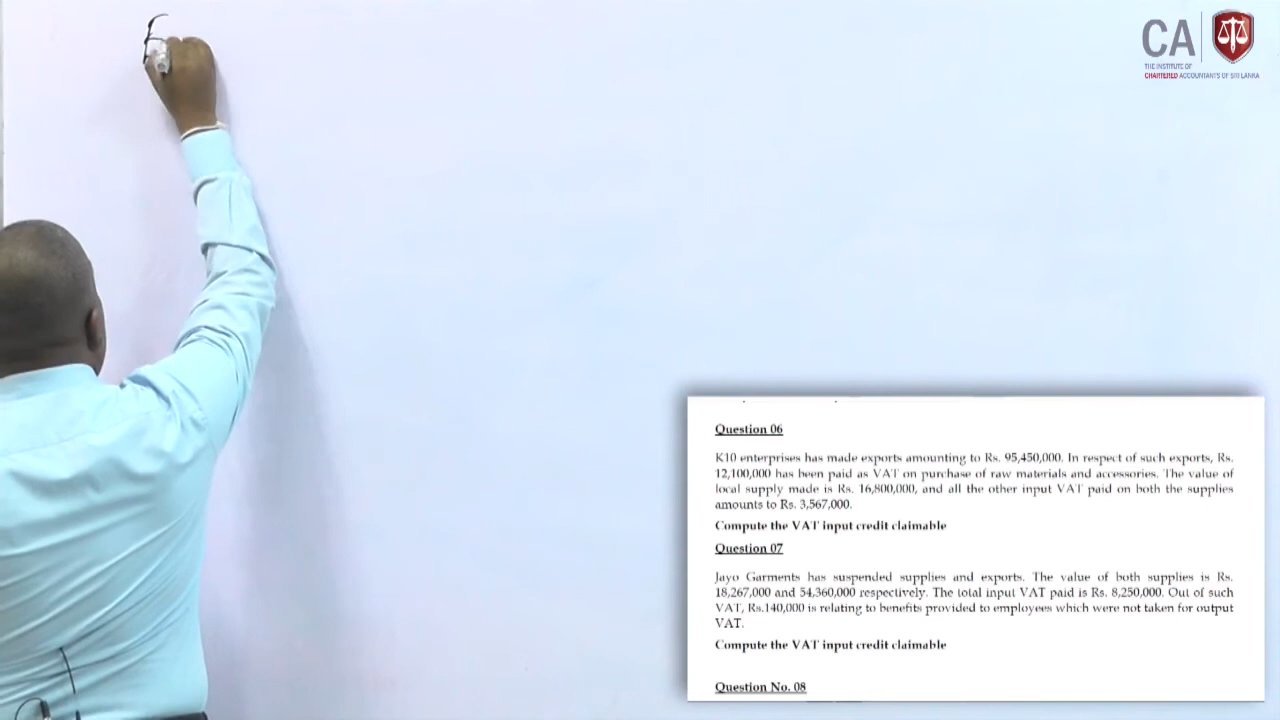 CA
THE INSTITUTE OF
CHARTERED ACCOUNTANTS OF SRI LANKA
Question 06
K10 enterprises has made exports amounting to Rs. 95,450,000. In respect of such exports, Rs.
12,100,000 has been paid as VAT on purchase of raw materials and accessories. The value of
local supply made is Rs. 16,800,000, and all the other input VAT paid on both the supplies
amounts to Rs. 3,567,000.
Compute the VAT input credit claimable
Question 07
Jayo Garments has suspended supplies and exports. The value of both supplies is Rs.
18,267,000 and 54,360,000 respectively. The total input VAT paid is Rs. 8,250,000. Out of such
VAT, Rs.140,000 is relating to benefits provided to employees which were not taken for output
VAT.
Compute the VAT input credit claimable
Question No. 08